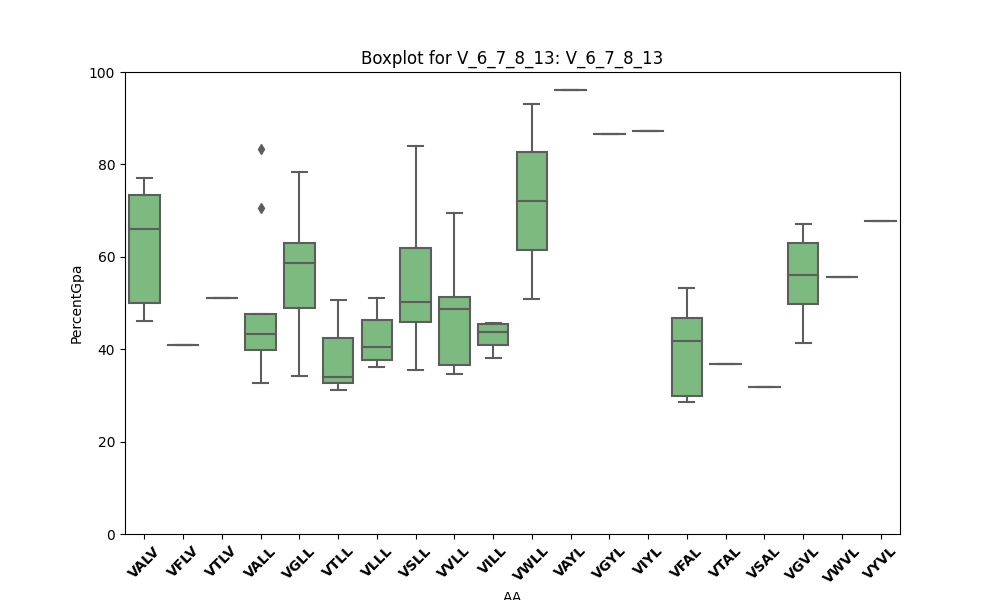 Boxplot for V_6_7_8_13: V_6_7_8_13
100
80
60
40
20
0
PercentGpa
VALV VFLV VTLV VALL VGLL VTLL VLLL VSLL VVLL VILL VWLL VAYL VGYL VIYL VFAL VTAL VSAL VGVL VWVL VYVL
AA